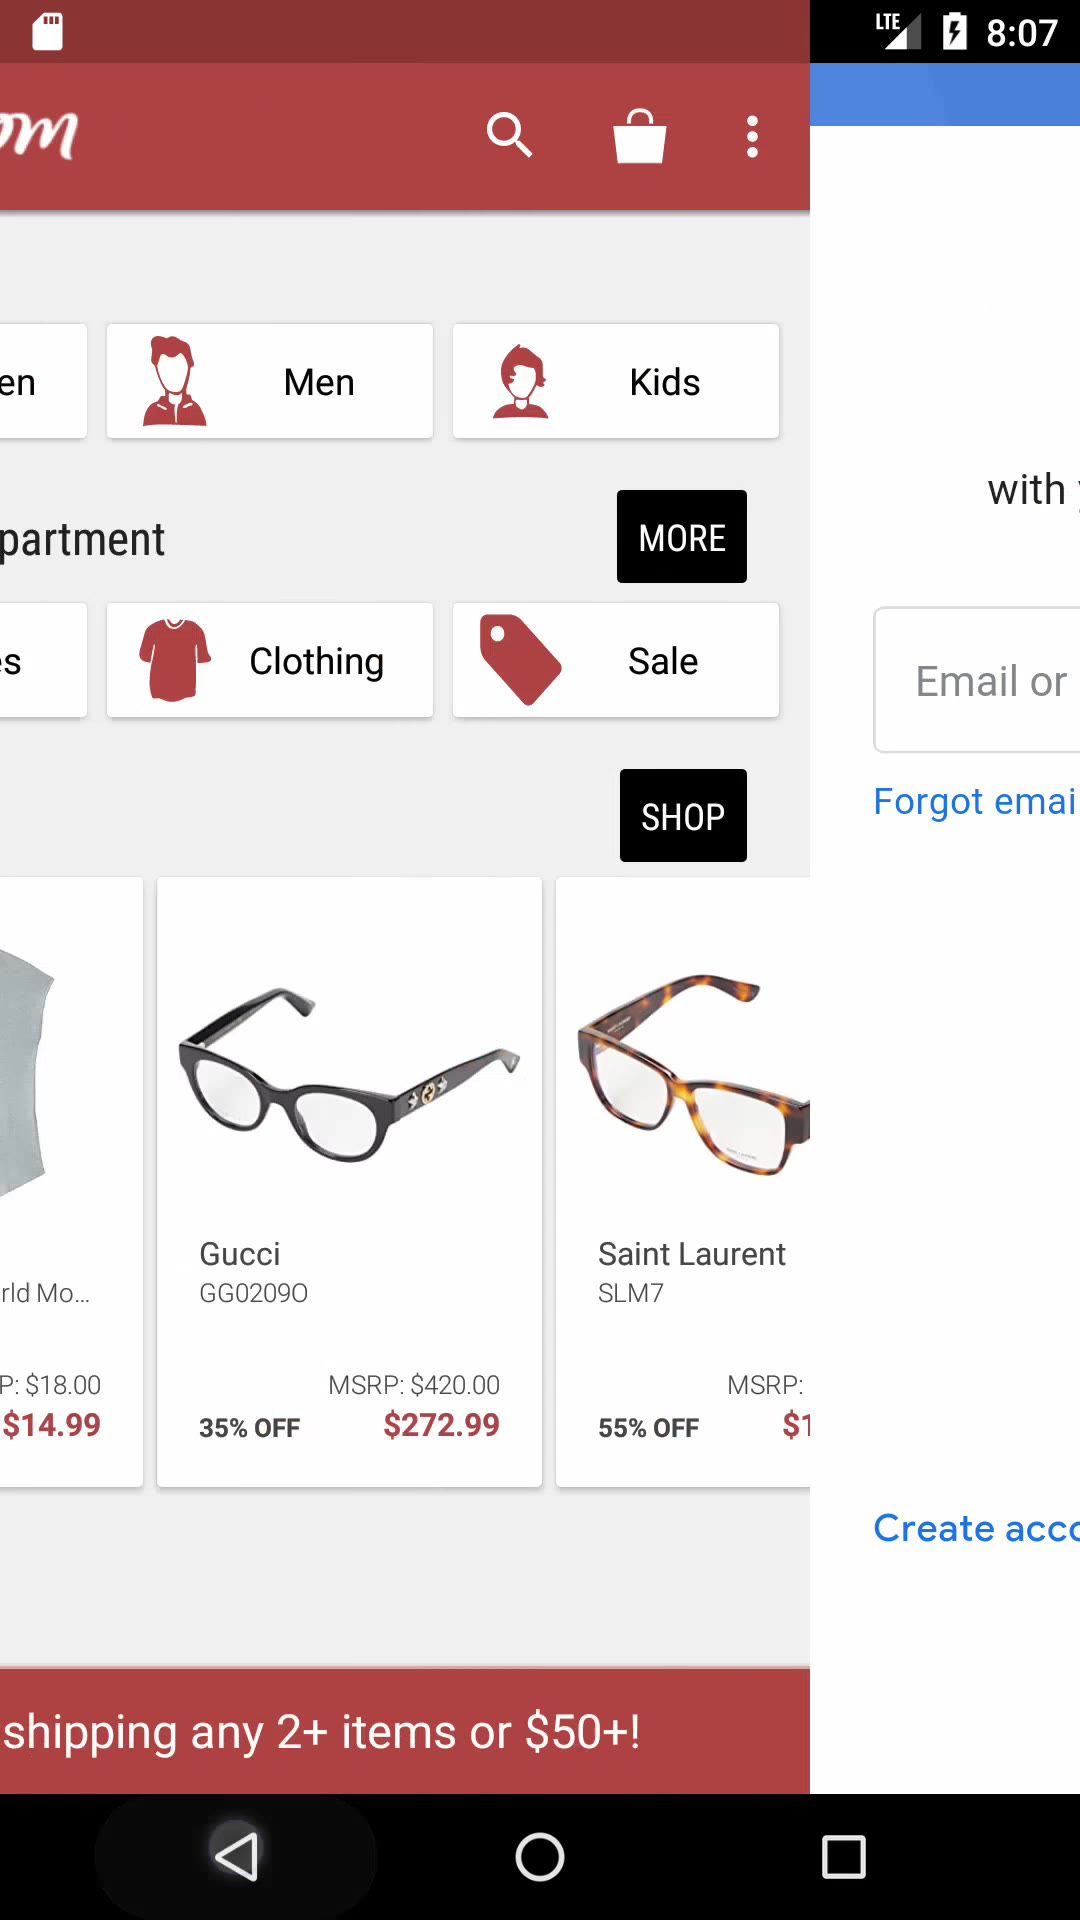 LTE 8:07
om
en
Men
Kids
with
partment
MORE
Email or
s
Clothing
Sale
Forgot emai
SHOP
Gucci
Saint Laurent
rld Mo...
GG0209O
SLM7
P: $18.00
MSRP: $420.00
MSRP:
$14.99
35% OFF
$272.99
55% OFF
$1
Create acco
shipping any 2+ items or $50+!